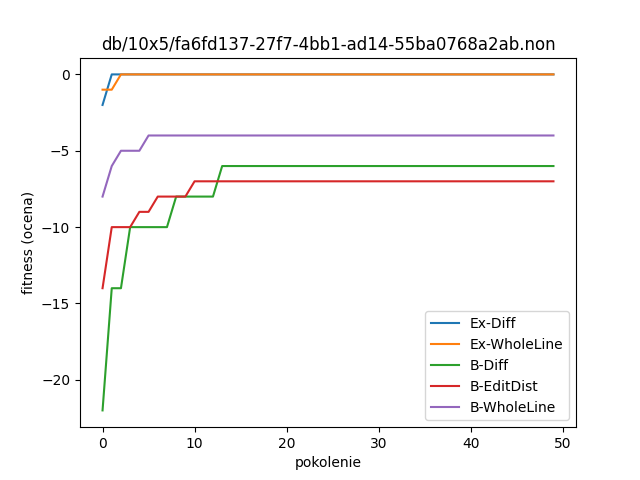 db/10x5/fa6fd137-27f7-4bb1-ad14-55ba0768a2ab.non
0
−5
−10
−15
−20
fitness (ocena)
0
10
20
30
40
50
pokolenie
Ex-Diff
Ex-WholeLine
B-Diff
B-EditDist
B-WholeLine